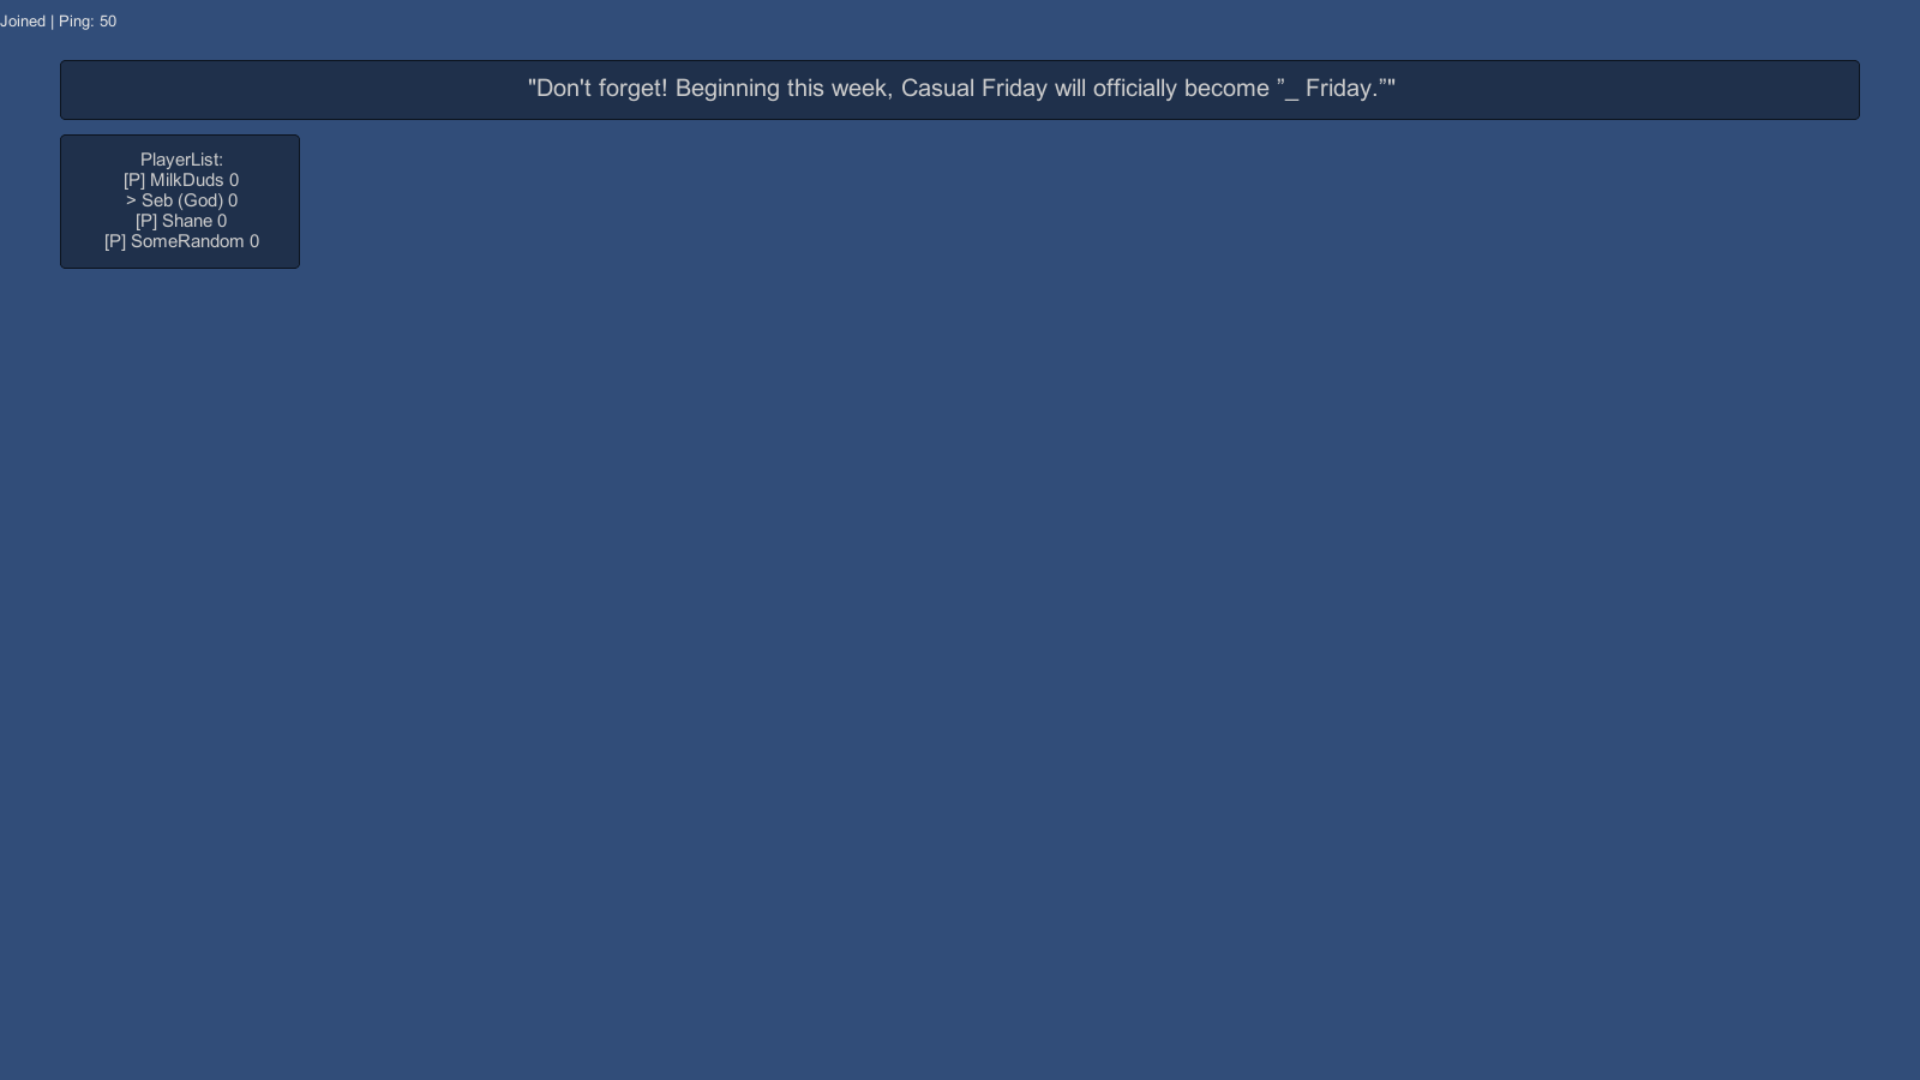 Joined | Ping: 50
"Don't forget! Beginning this week, Casual Friday will officially become ”_ Friday.”"
PlayerList:
[P] MilkDuds 0
> Seb (God) 0
[P] Shane 0
[P] SomeRandom 0